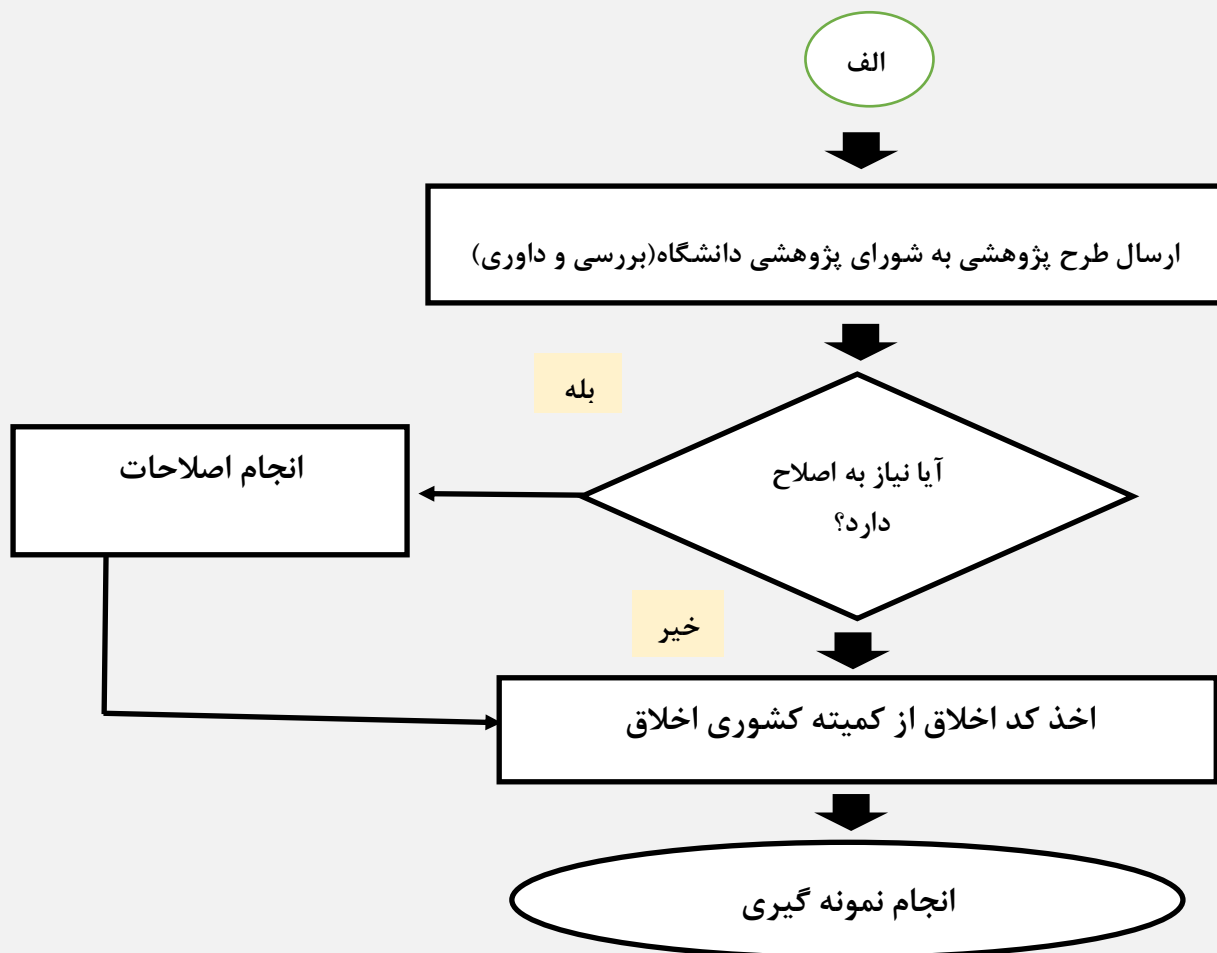 الف
ارسال طرح پژوهشی به شورای پژوهشی دانشگاه(بررسی و داوری)
بله
آیا نیاز به اصلاح
دارد؟
انجام اصلاحات
خیر
اخذ کد اخلاق از کمیته کشوری اخلاق
انجام نمونه گیری